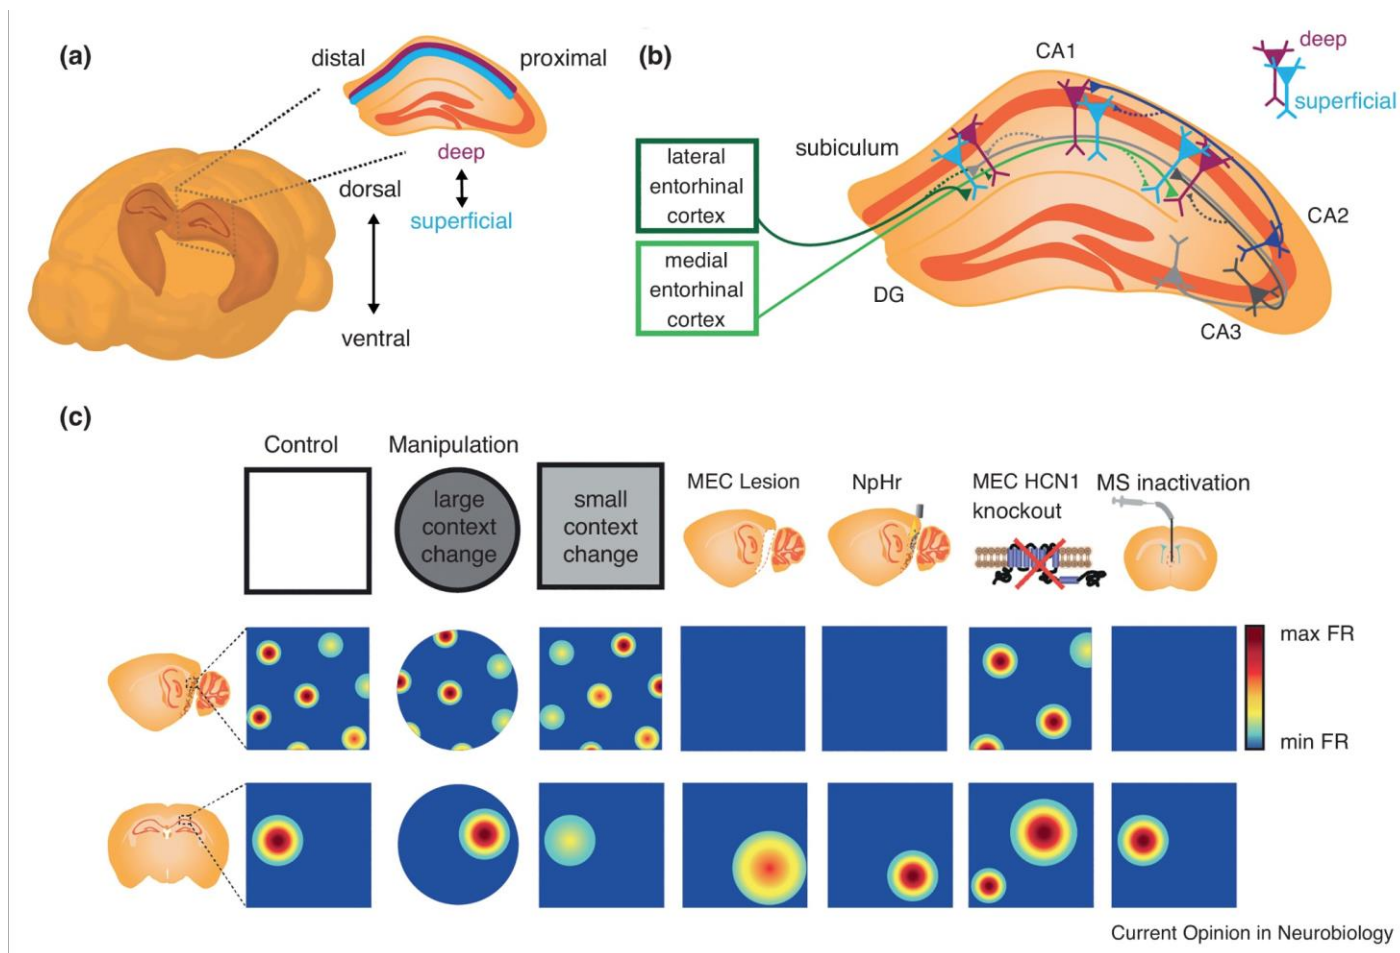 (a)
distal
proximal
deep
superficial
dorsal
ventral
(b)
CA1
deep
superficial
subiculum
lateral
entorhinal
cortex
medial
entorhinal
cortex
DG
CA2
CA3
(c)
Control
Manipulation
large
context
change
small
context
change
MEC Lesion
NpHr
MEC HCN1
knockout
MS inactivation
max FR
min FR
Current Opinion in Neurobiology